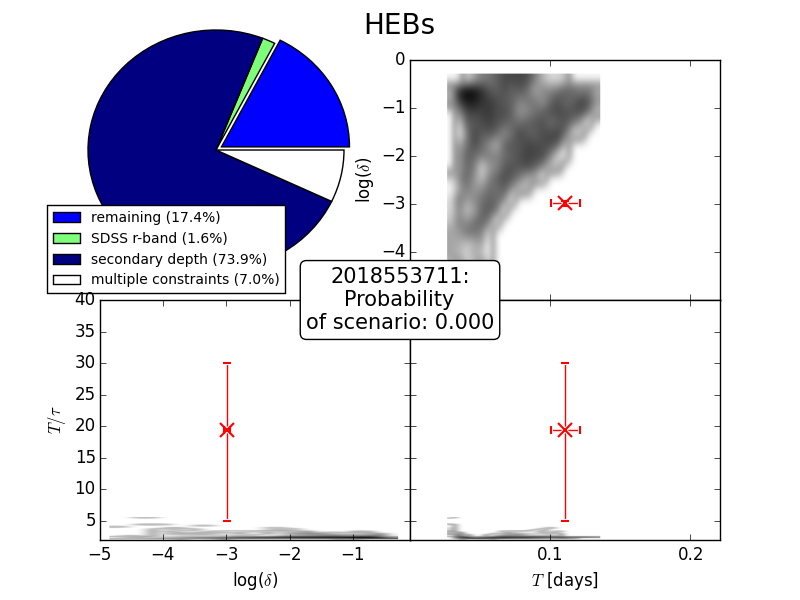 HEBs
remaining (17.4%)
SDSS r-band (1.6%)
secondary depth (73.9%)
multiple constraints (7.0%)
0
−1
−2
−3
−4
log(δ)
2018553711:
Probability
of scenario: 0.000
40
35
30
25
20
15
10
5
T/τ
−5 −4 −3 −2 −1
log(δ)
0.1 0.2
T [days]